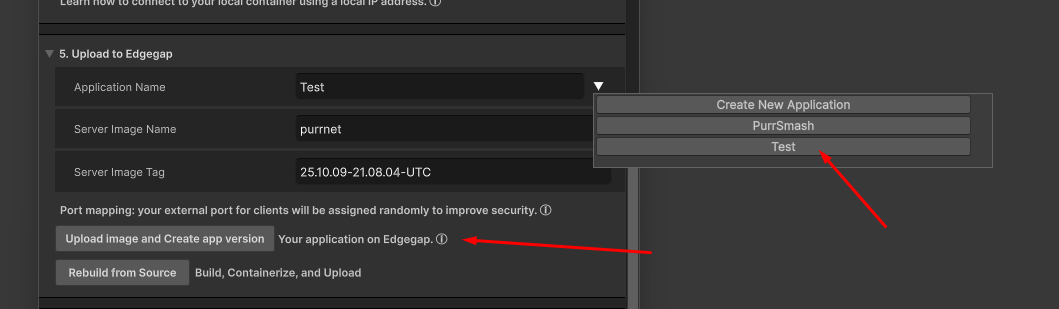 Learn how to connect to your local container using a local IP address. ⓘ
5. Upload to Edgegap
Application Name
Test
Create New Application
PurrSmash
Test
Server Image Name
purrnet
Server Image Tag
25.10.09-21.08.04-UTC
Port mapping: your external port for clients will be assigned randomly to improve security. ⓘ
Upload image and Create app version Your application on Edgegap. ⓘ
Rebuild from Source Build, Containerize, and Upload